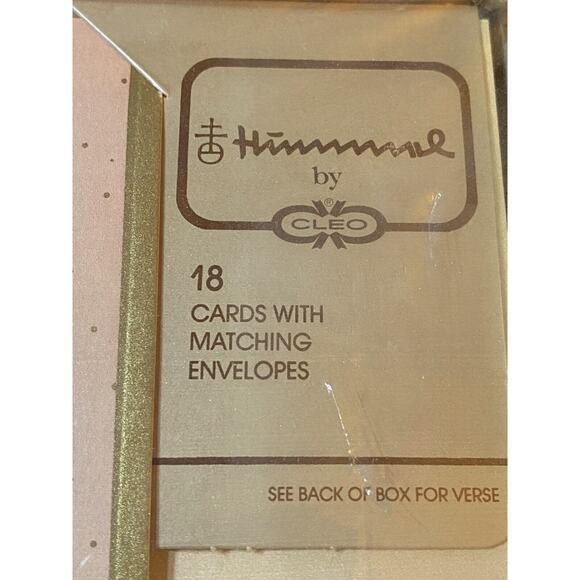 Hummel
by
® CLEO
18
CARDS WITH
MATCHING
ENVELOPES
SEE BACK OF BOX FOR VERSE